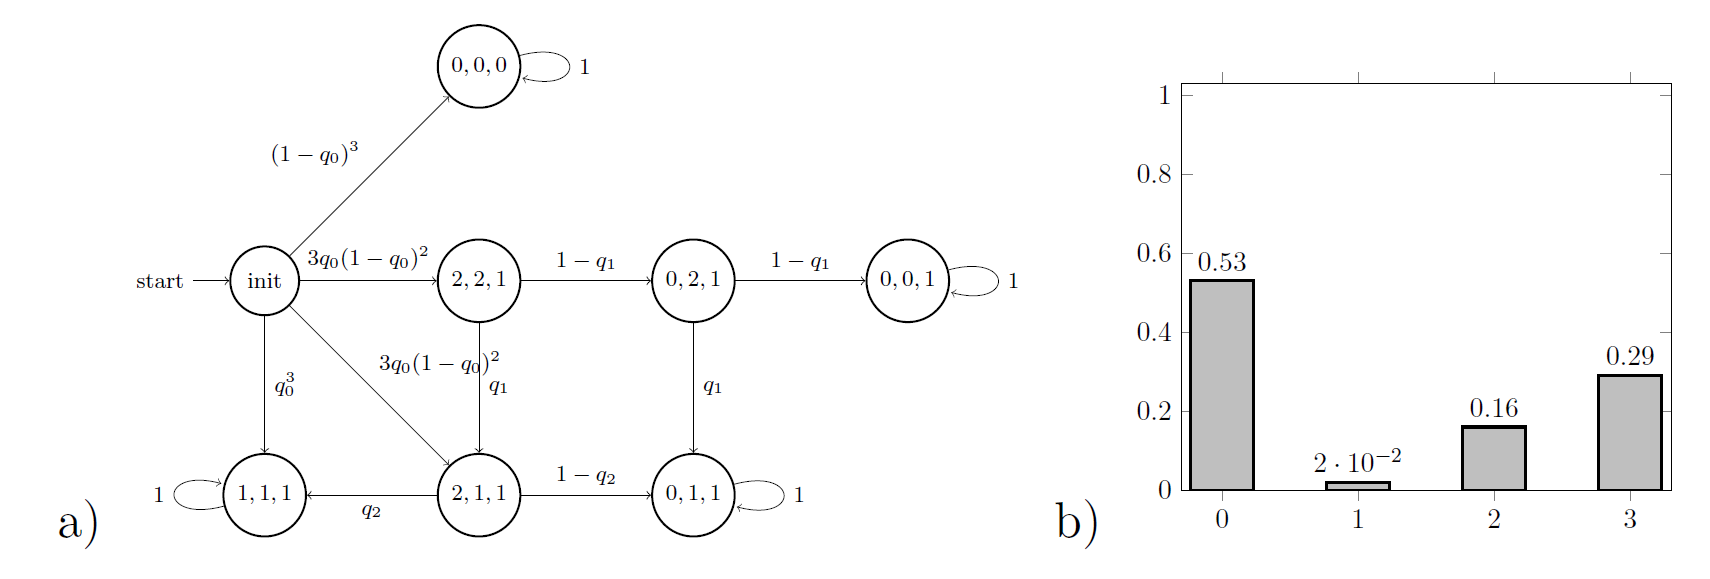 0, 0, 0
1
(1 − q₀)³
start
init
3q₀(1 − q₀)²
2, 2, 1
1 − q₁
0, 2, 1
1 − q₁
0, 0, 1
1
3q₀(1 − q₀)²
q₀³
q₁
q₁
1
1, 1, 1
q₂
2, 1, 1
1 − q₂
0, 1, 1
1
a)
1
0.8
0.6
0.4
0.2
0
0.53
2 · 10⁻²
0.16
0.29
0
1
2
3
b)